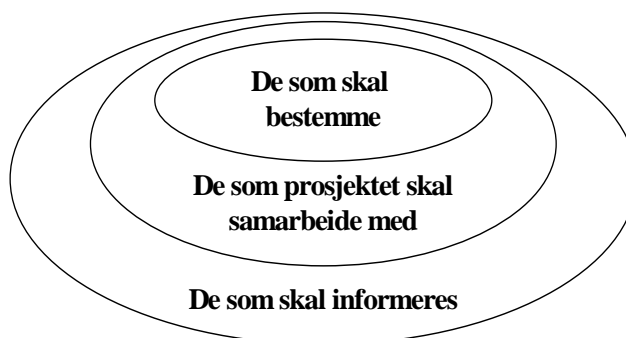 De som skal
bestemme
De som prosjektet skal
samarbeide med
De som skal informeres